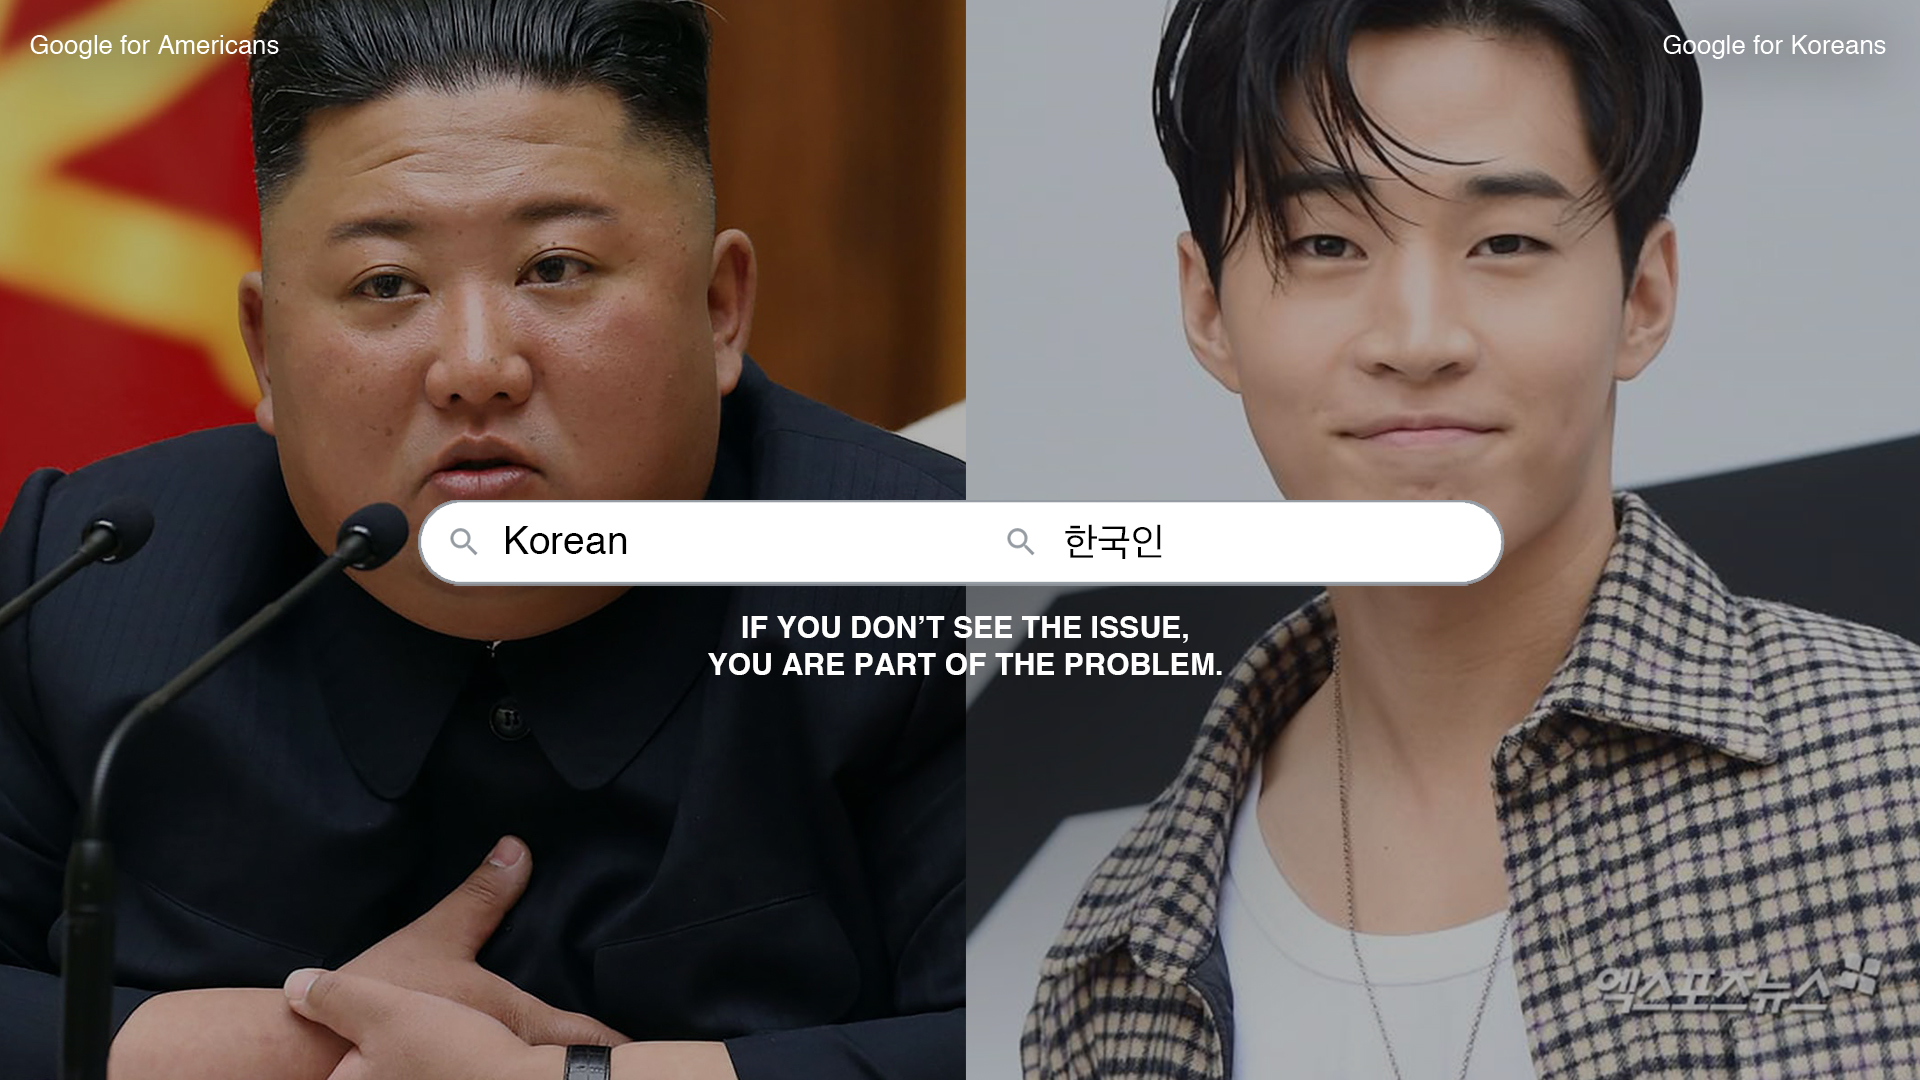 Google for Americans
Google for Koreans
Korean
한국인
IF YOU DON’T SEE THE ISSUE,
YOU ARE PART OF THE PROBLEM.
엑스포츠뉴스